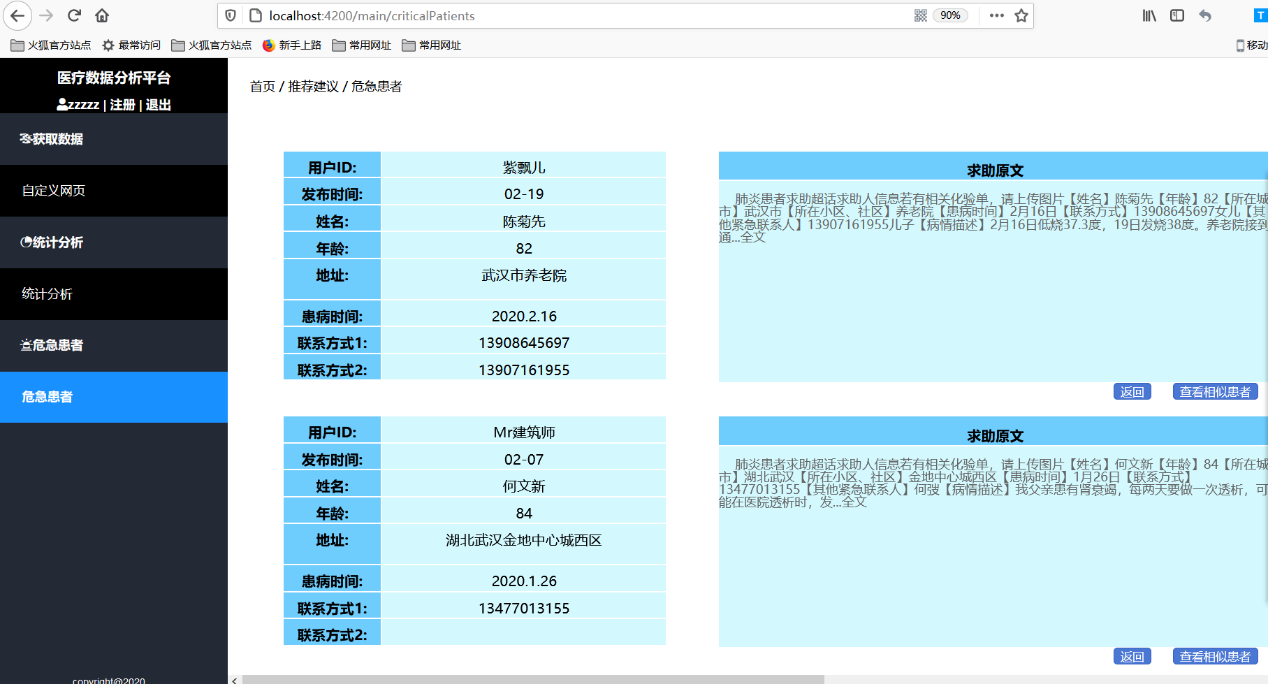 localhost:4200/main/criticalPatients
90%
火狐官方站点 最常访问 火狐官方站点 新手上路 常用网址 常用网址 移动
医疗数据分析平台
zzzzz | 注册 | 退出
获取数据
自定义网页
统计分析
统计分析
危急患者
危急患者
copyright@2020
首页 / 推荐建议 / 危急患者
用户ID: 紫飘儿
发布时间: 02-19
姓名: 陈菊先
年龄: 82
地址: 武汉市养老院
患病时间: 2020.2.16
联系方式1: 13908645697
联系方式2: 13907161955
求助原文
肺炎患者求助超话求助人信息若有相关化验单，请上传图片【姓名】陈菊先【年龄】82【所在城
市】武汉市【所在小区、社区】养老院【患病时间】2月16日【联系方式】13908645697女儿【其
他紧急联系人】13907161955儿子【病情描述】2月16日低烧37.3度，19日发烧38度。养老院接到
通...全文
返回 查看相似患者
用户ID: Mr建筑师
发布时间: 02-07
姓名: 何文新
年龄: 84
地址: 湖北武汉金地中心城西区
患病时间: 2020.1.26
联系方式1: 13477013155
联系方式2:
求助原文
肺炎患者求助超话求助人信息若有相关化验单，请上传图片【姓名】何文新【年龄】84【所在城
市】湖北武汉【所在小区、社区】金地中心城西区【患病时间】1月26日【联系方式】
13477013155【其他紧急联系人】何弢【病情描述】我父亲患有肾衰竭，每两天要做一次透析，可
能在医院透析时，发...全文
返回 查看相似患者